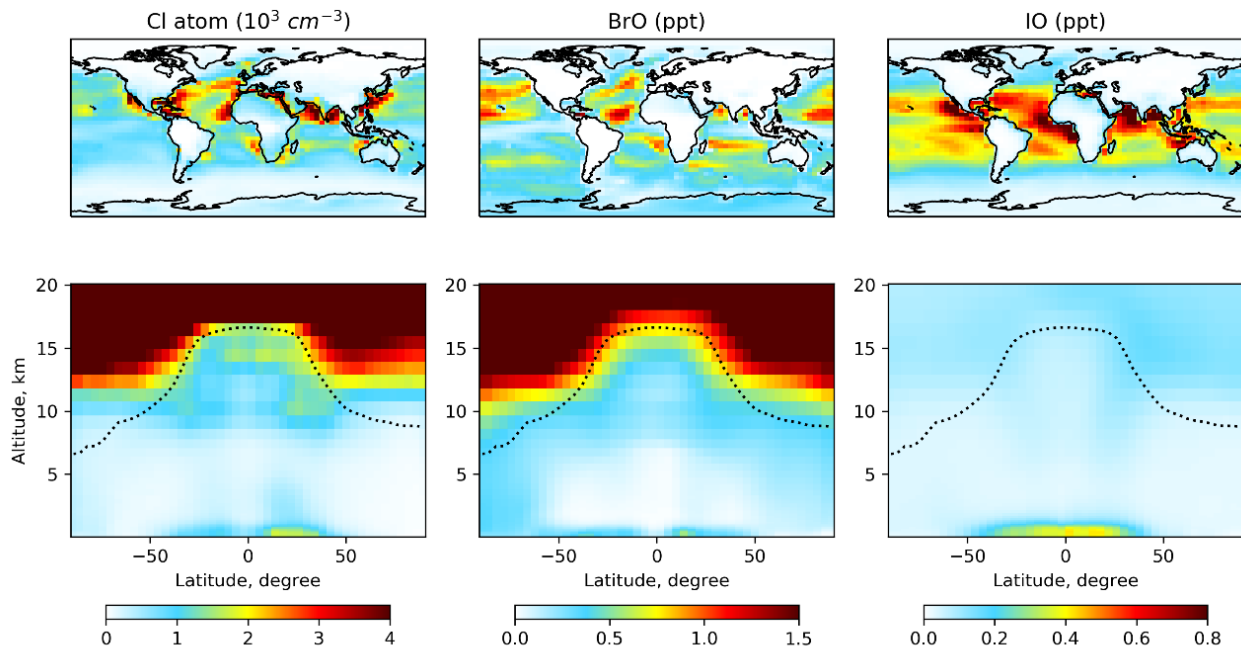 Cl atom (10³ cm⁻³)
BrO (ppt)
IO (ppt)
20
15
10
5
Altitude, km
−50 0 50
Latitude, degree
20
15
10
5
−50 0 50
Latitude, degree
20
15
10
5
−50 0 50
Latitude, degree
0 1 2 3 4
0.0 0.5 1.0 1.5
0.0 0.2 0.4 0.6 0.8